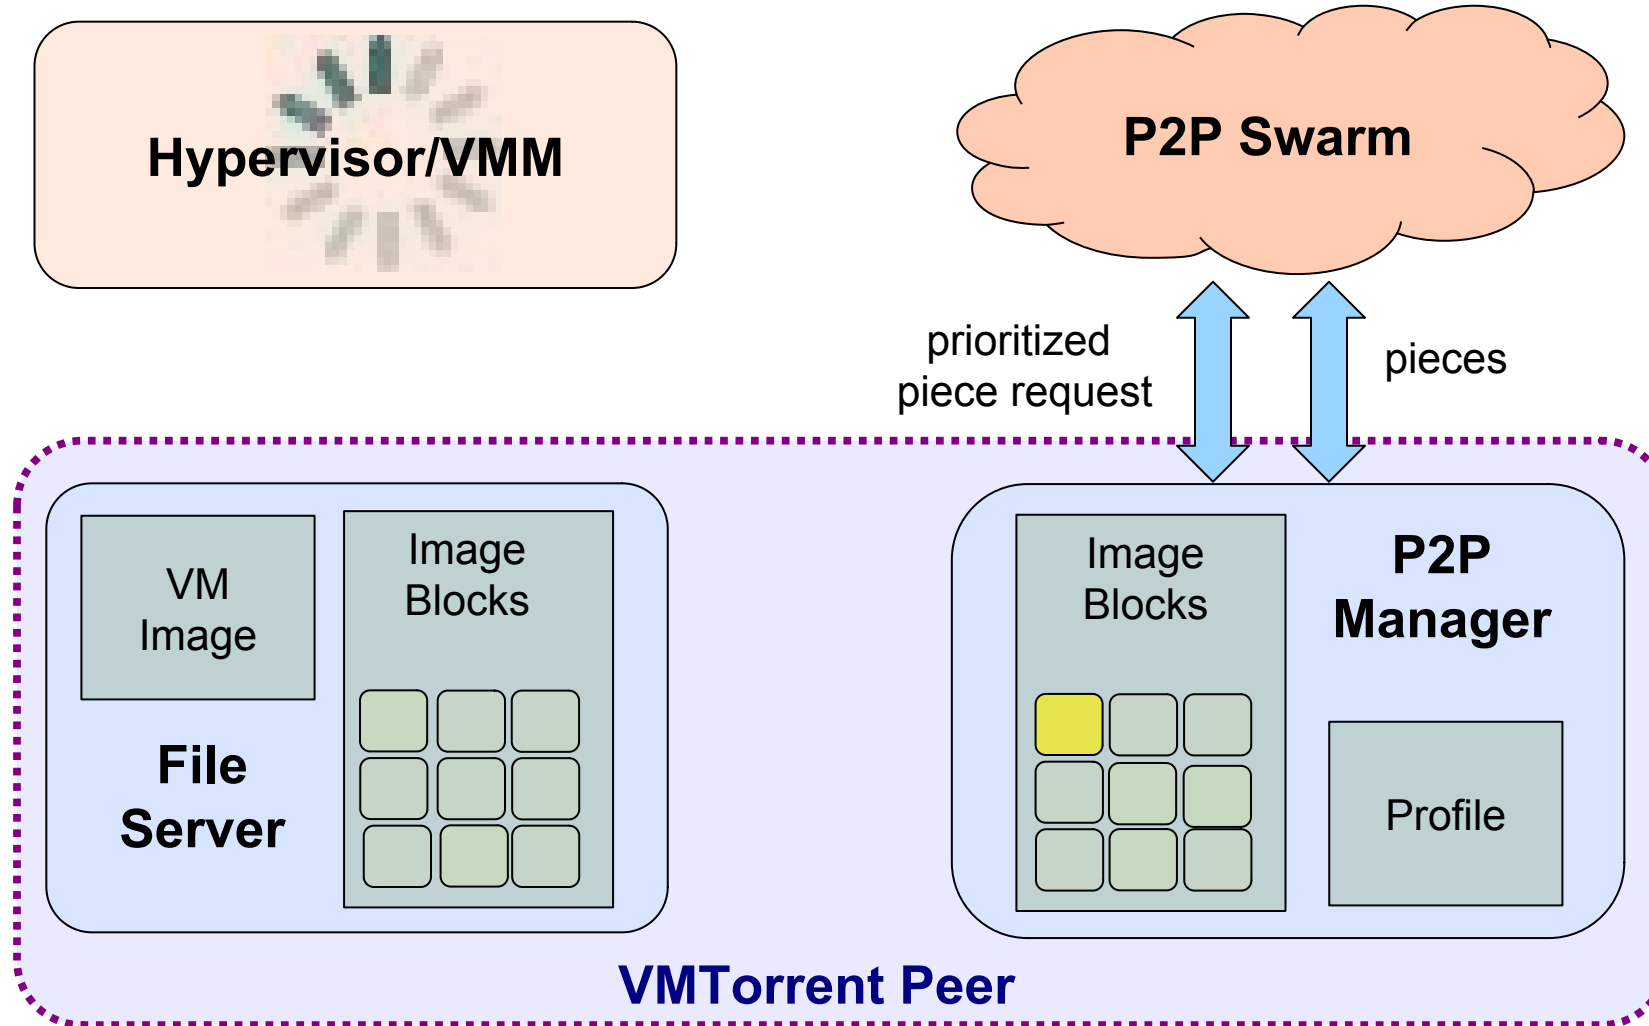 Hypervisor/VMM
P2P Swarm
prioritized
piece request
pieces
VM
Image
Image
Blocks
File
Server
Image
Blocks
P2P
Manager
Profile
VMTorrent Peer